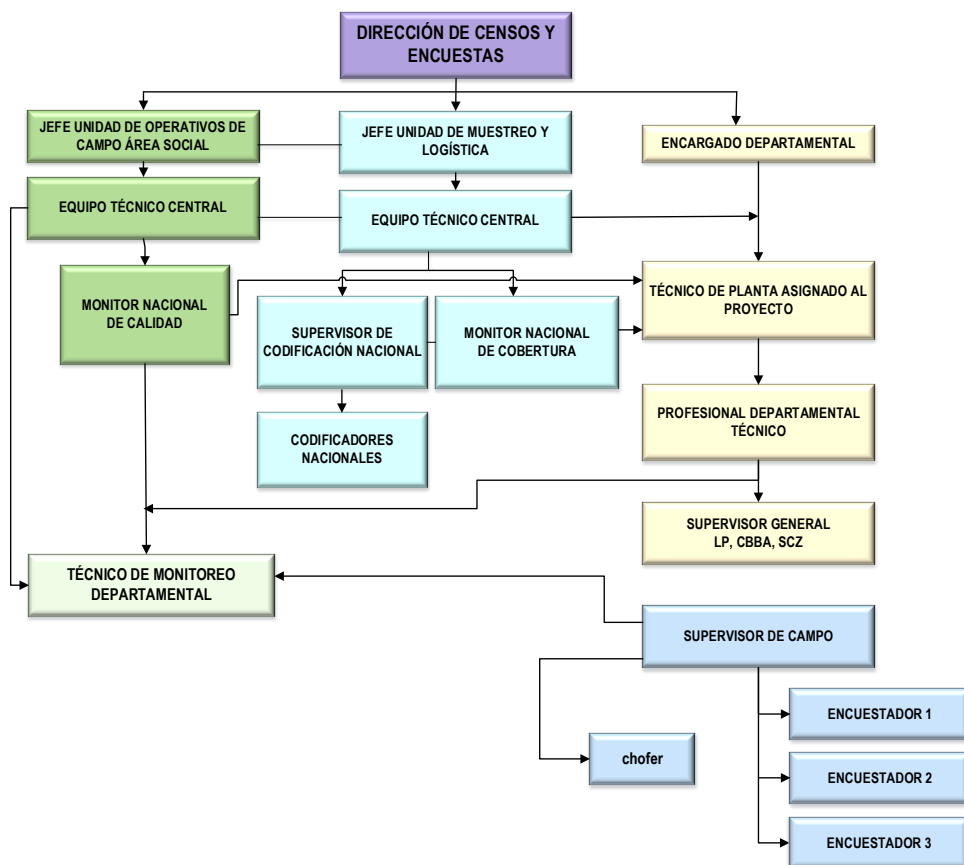 DIRECCIÓN DE CENSOS Y
ENCUESTAS
JEFE UNIDAD DE OPERATIVOS DE
CAMPO ÁREA SOCIAL
JEFE UNIDAD DE MUESTREO Y
LOGÍSTICA
ENCARGADO DEPARTAMENTAL
EQUIPO TÉCNICO CENTRAL
EQUIPO TÉCNICO CENTRAL
MONITOR NACIONAL
DE CALIDAD
SUPERVISOR DE
CODIFICACIÓN NACIONAL
MONITOR NACIONAL
DE COBERTURA
TÉCNICO DE PLANTA ASIGNADO AL
PROYECTO
CODIFICADORES
NACIONALES
PROFESIONAL DEPARTAMENTAL
TÉCNICO
SUPERVISOR GENERAL
LP, CBBA, SCZ
TÉCNICO DE MONITOREO
DEPARTAMENTAL
SUPERVISOR DE CAMPO
ENCUESTADOR 1
chofer
ENCUESTADOR 2
ENCUESTADOR 3